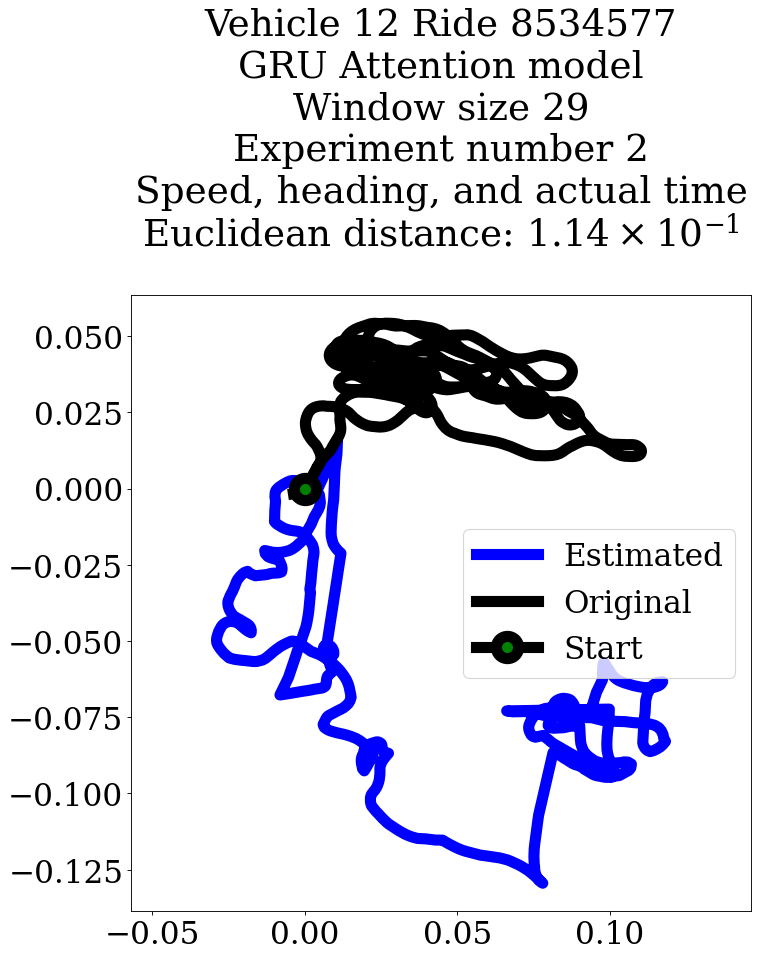 Vehicle 12 Ride 8534577
GRU Attention model
Window size 29
Experiment number 2
Speed, heading, and actual time
Euclidean distance: 1.14 × 10⁻¹
0.050
0.025
0.000
−0.025
−0.050
−0.075
−0.100
−0.125
Estimated
Original
Start
−0.05 0.00 0.05 0.10